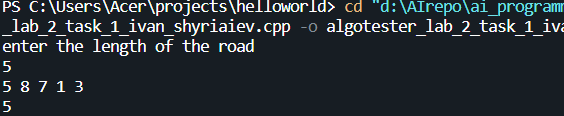 PS C:\Users\Acer\projects\helloworld> cd "d:\AIrepo\ai_programm
_lab_2_task_1_ivan_shyriaiev.cpp -o algotester_lab_2_task_1_iva
enter the length of the road
5
5 8 7 1 3
5